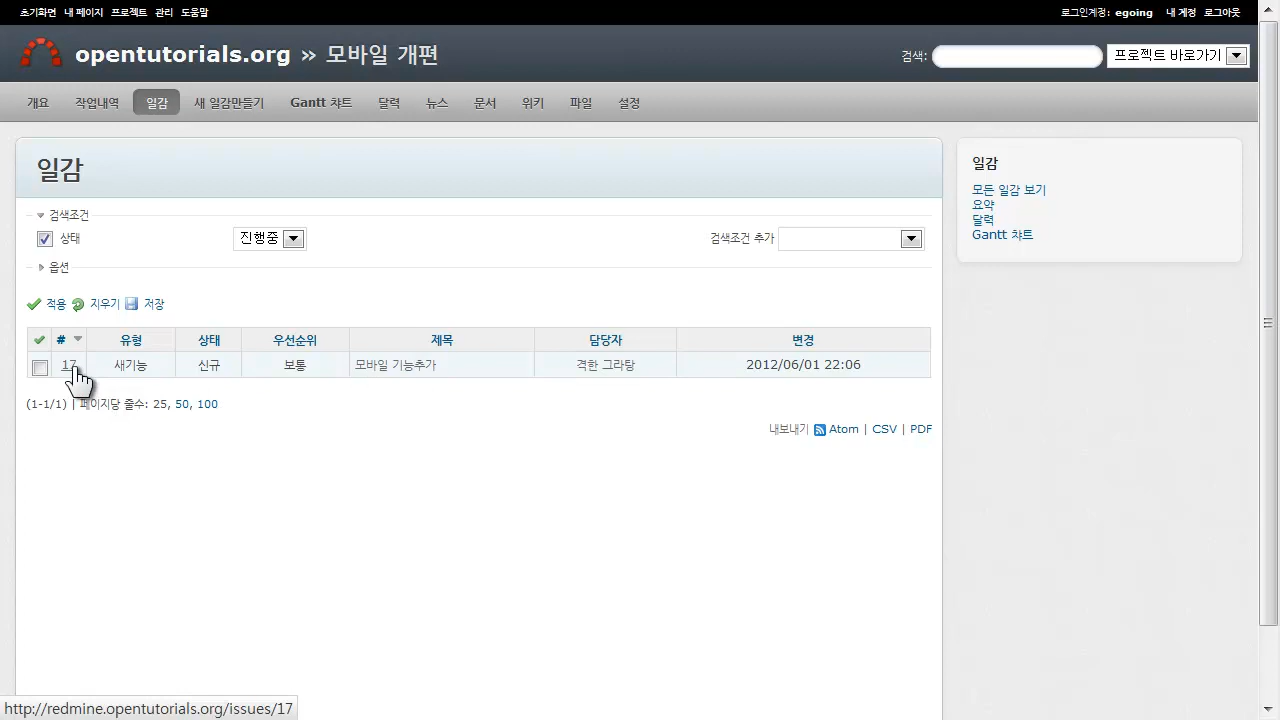 초기화면 내 페이지 프로젝트 관리 도움말 로그인계정: egoing 내 계정 로그아웃
opentutorials.org » 모바일 개편 검색: 프로젝트 바로가기
개요 작업내역 일감 새 일감만들기 Gantt 챠트 달력 뉴스 문서 위키 파일 설정
일감
검색조건
상태 진행중 검색조건 추가
옵션
적용 지우기 저장
# 유형 상태 우선순위 제목 담당자 변경
17 새기능 신규 보통 모바일 기능추가 격한 그라탕 2012/06/01 22:06
(1-1/1) | 페이지당 줄수: 25, 50, 100
내보내기 Atom | CSV | PDF
일감
모든 일감 보기
요약
달력
Gantt 챠트
http://redmine.opentutorials.org/issues/17